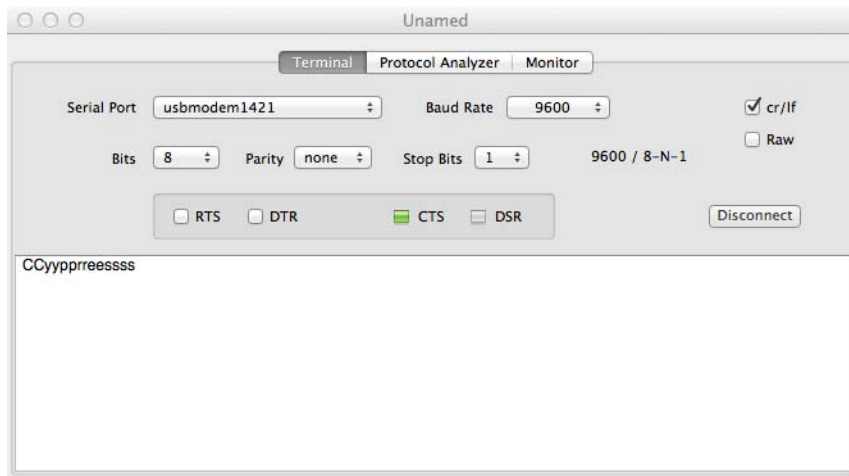 Unamed
Terminal Protocol Analyzer Monitor
Serial Port usbmodem1421 Baud Rate 9600 cr/lf
Raw
Bits 8 Parity none Stop Bits 1 9600 / 8-N-1
RTS DTR CTS DSR Disconnect
CCyypprreessss